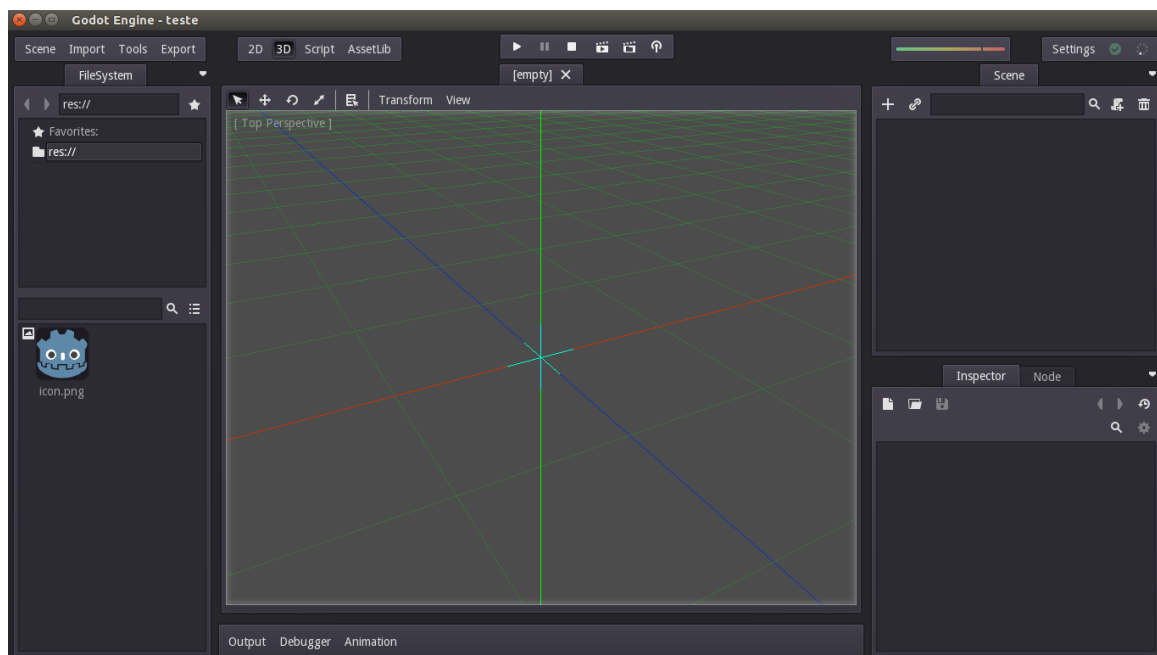 Godot Engine - teste
Scene Import Tools Export 2D 3D Script AssetLib Settings
FileSystem [empty] Scene
res:// Transform View
[ Top Perspective ]
Favorites:
res://
icon.png
Inspector Node
Output Debugger Animation